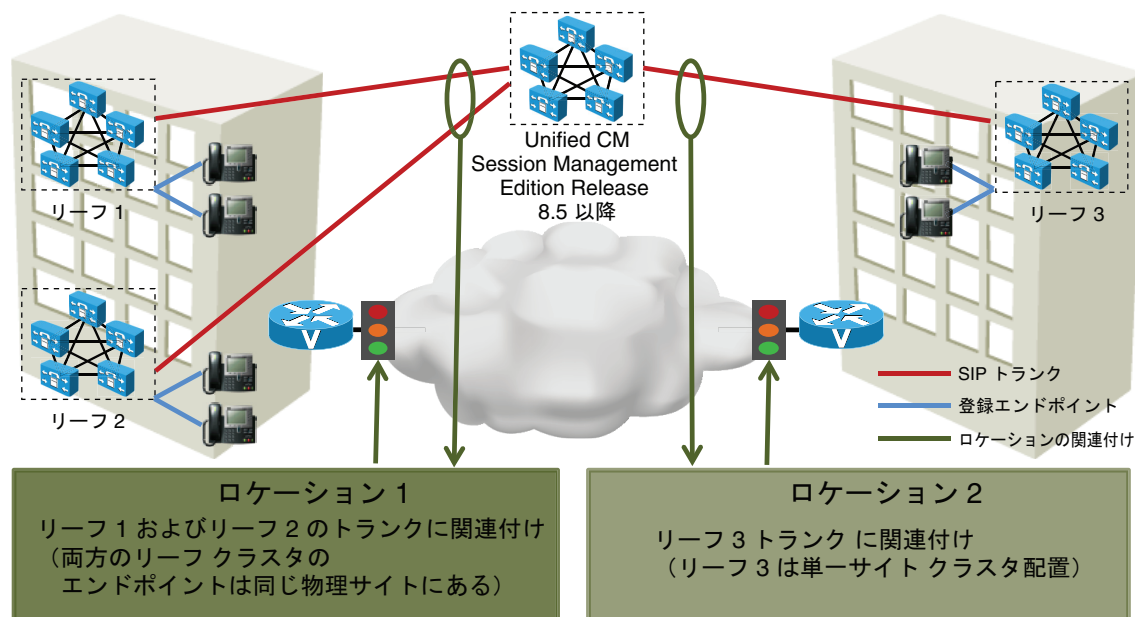 Unified CM
Session Management
Edition Release
8.5 以降
リーフ 1
リーフ 2
リーフ 3
V
V
SIP トランク
登録エンドポイント
ロケーションの関連付け
ロケーション 1
リーフ 1 およびリーフ 2 のトランクに関連付け
（両方のリーフ クラスタの
エンドポイントは同じ物理サイトにある）
ロケーション 2
リーフ 3 トランク に関連付け
（リーフ 3 は単一サイト クラスタ配置）